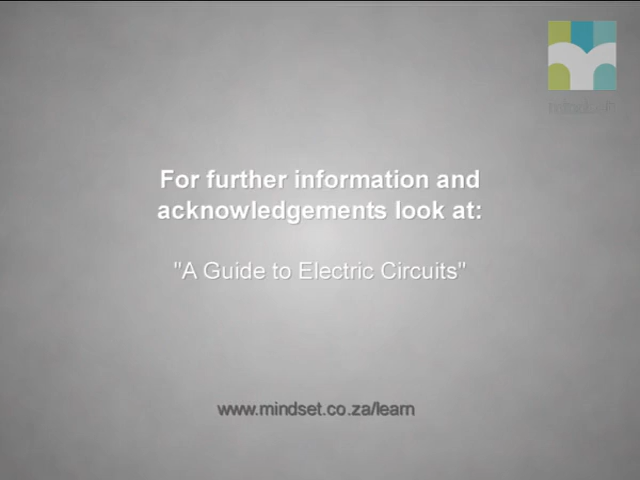 For further information and
acknowledgements look at:
"A Guide to Electric Circuits"
www.mindset.co.za/learn